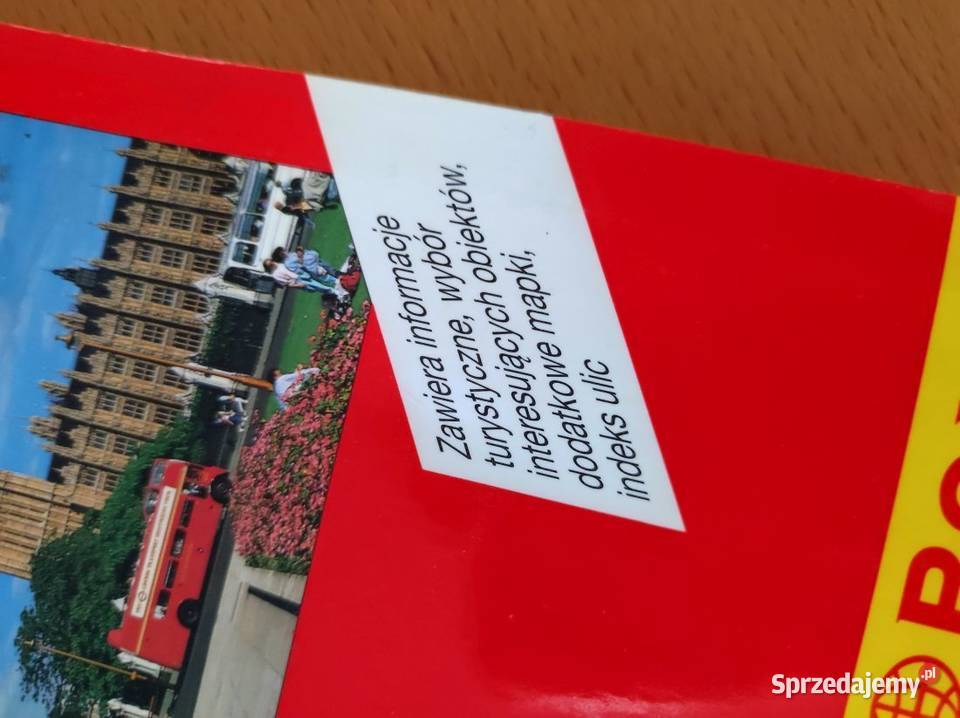 Zawiera informacje
turystyczne, wybór
interesujących obiektów,
dodatkowe mapki,
indeks ulic
Sprzedajemy.pl